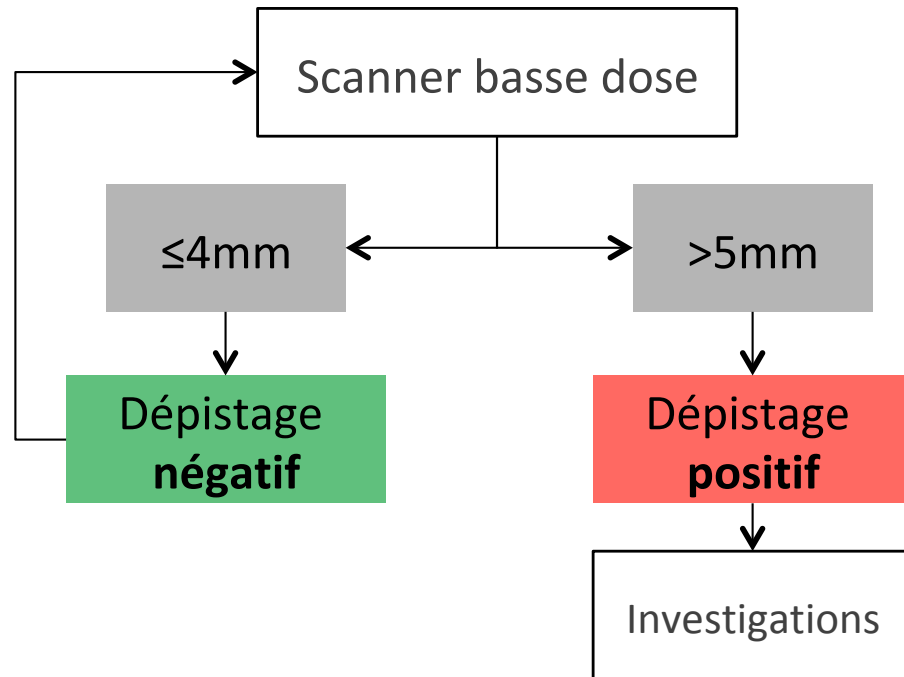 Scanner basse dose
≤4mm
>5mm
Dépistage
négatif
Dépistage
positif
Investigations